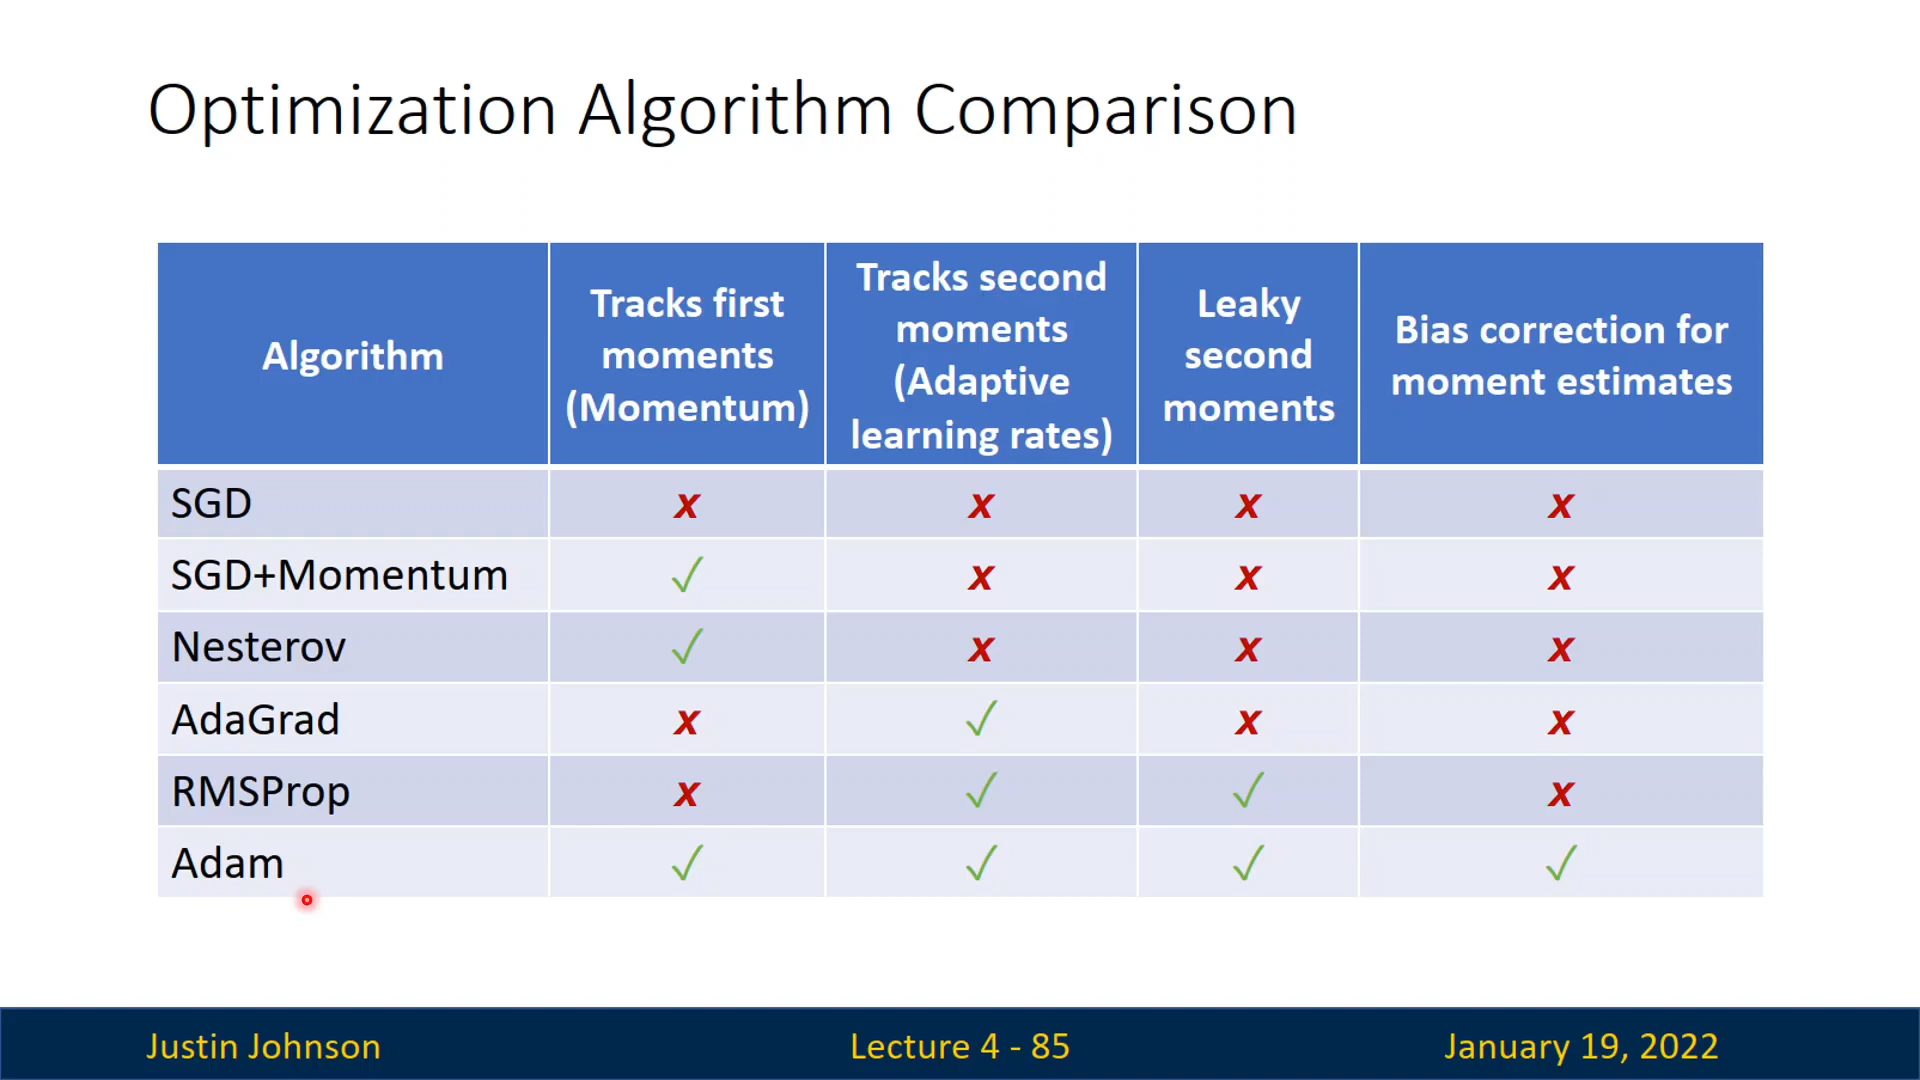 Optimization Algorithm Comparison
Algorithm
Tracks first
moments
(Momentum)
Tracks second
moments
(Adaptive
learning rates)
Leaky
second
moments
Bias correction for
moment estimates
SGD x x x x
SGD+Momentum ✓ x x x
Nesterov ✓ x x x
AdaGrad x ✓ x x
RMSProp x ✓ ✓ x
Adam ✓ ✓ ✓ ✓
Justin Johnson
Lecture 4 - 85
January 19, 2022